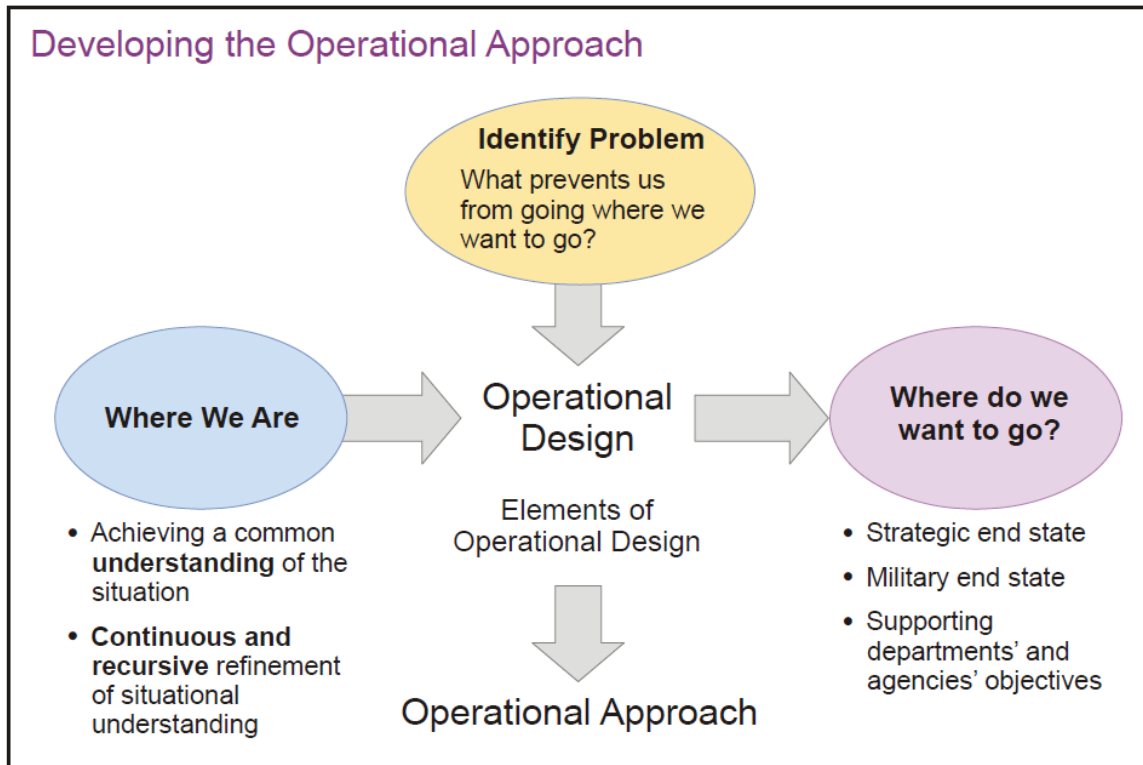 Developing the Operational Approach
Identify Problem
What prevents us
from going where we
want to go?
Where We Are
Operational
Design
Where do we
want to go?
Elements of
Operational Design
• Achieving a common
understanding of the
situation
• Continuous and
recursive refinement
of situational
understanding
• Strategic end state
• Military end state
• Supporting
departments’ and
agencies’ objectives
Operational Approach